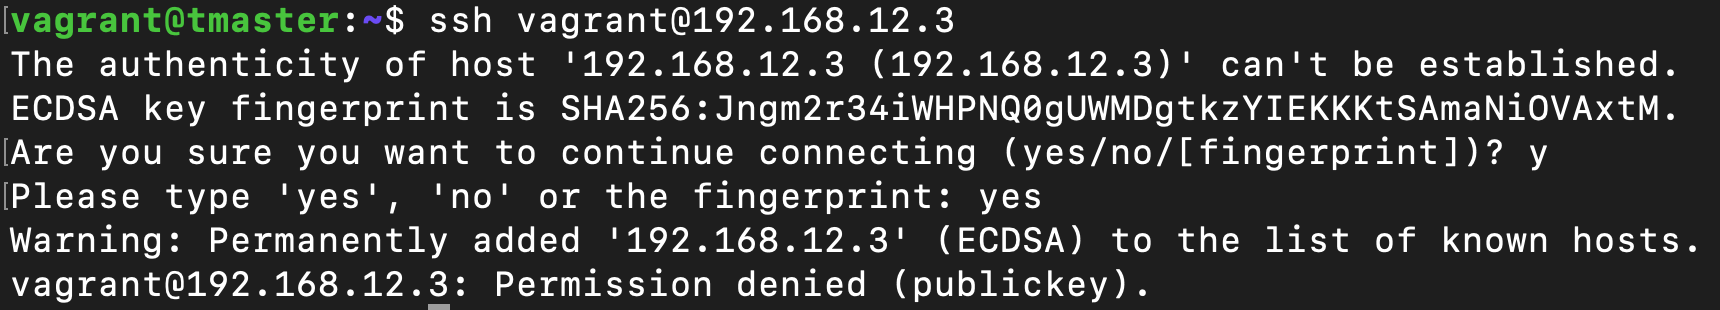 vagrant@tmaster:~$ ssh vagrant@192.168.12.3
The authenticity of host '192.168.12.3 (192.168.12.3)' can't be established.
ECDSA key fingerprint is SHA256:Jngm2r34iWHPNQ0gUWMDgtkzYIEKKKtSAmaNiOVAxtM.
Are you sure you want to continue connecting (yes/no/[fingerprint])? y
Please type 'yes', 'no' or the fingerprint: yes
Warning: Permanently added '192.168.12.3' (ECDSA) to the list of known hosts.
vagrant@192.168.12.3: Permission denied (publickey).